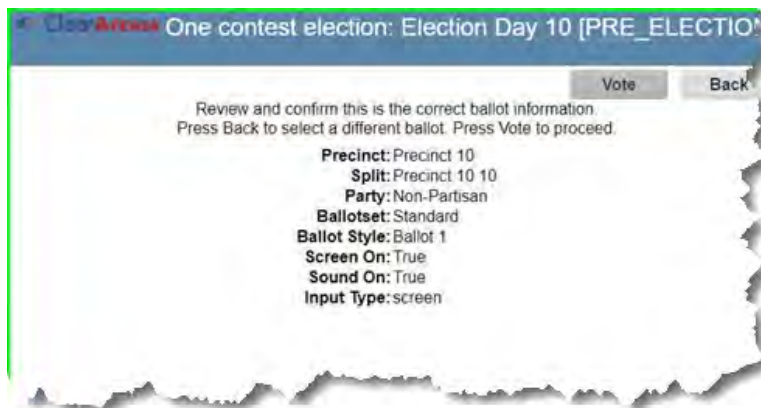 ClearAccess One contest election: Election Day 10 [PRE_ELECTION
Vote Back
Review and confirm this is the correct ballot information.
Press Back to select a different ballot. Press Vote to proceed.
Precinct: Precinct 10
Split: Precinct 10 10
Party: Non-Partisan
Ballotset: Standard
Ballot Style: Ballot 1
Screen On: True
Sound On: True
Input Type: screen